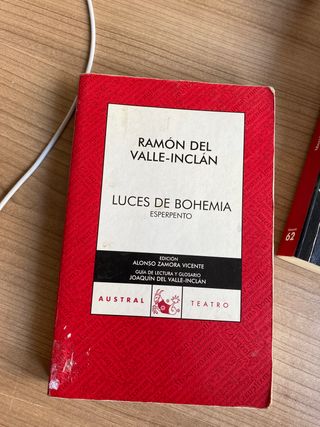 RAMÓN DEL
VALLE-INCLÁN
LUCES DE BOHEMIA
ESPERPENTO
EDICIÓN
ALONSO ZAMORA VICENTE
GUÍA DE LECTURA Y GLOSARIO
JOAQUÍN DEL VALLE-INCLÁN
AUSTRAL TEATRO
62